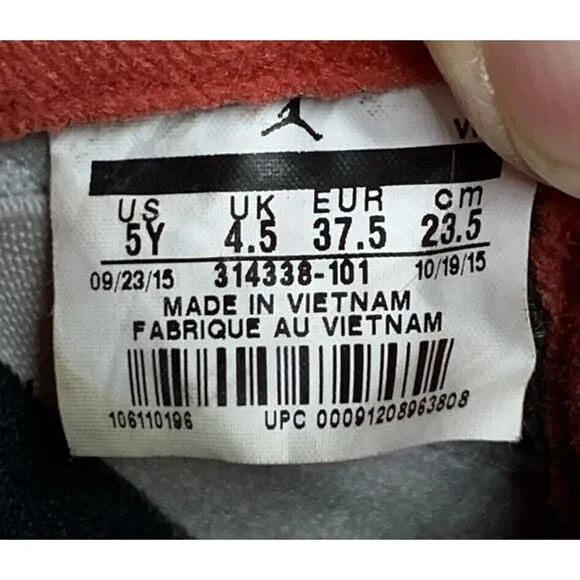 US UK EUR cm
5Y 4.5 37.5 23.5
09/23/15 314338-101 10/19/15
MADE IN VIETNAM
FABRIQUE AU VIETNAM
106110196 UPC 00091208963808